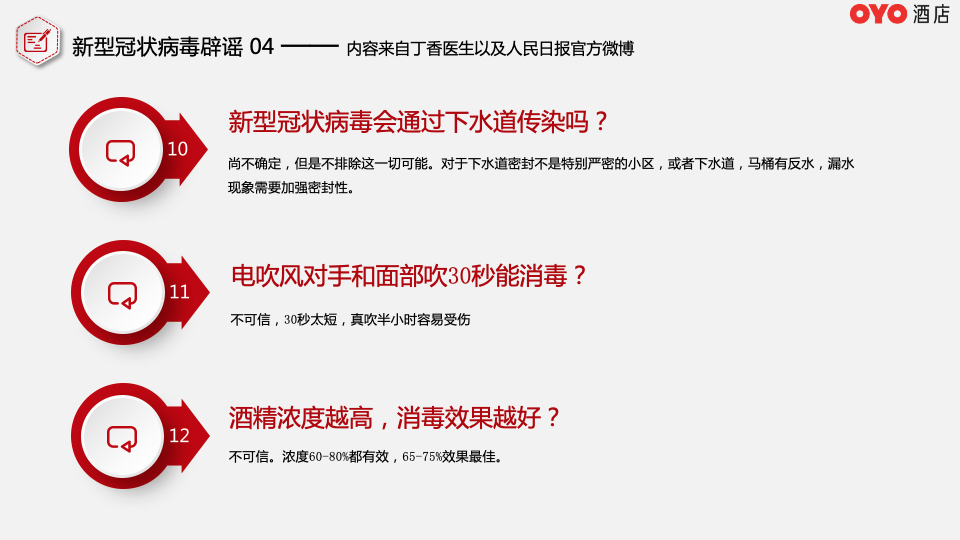 OYO 酒店
新型冠状病毒辟谣 04 —— 内容来自丁香医生以及人民日报官方微博
10
新型冠状病毒会通过下水道传染吗？
尚不确定，但是不排除这一切可能。对于下水道密封不是特别严密的小区，或者下水道，马桶有反水，漏水
现象需要加强密封性。
11
电吹风对手和面部吹30秒能消毒？
不可信，30秒太短，真吹半小时容易受伤
12
酒精浓度越高，消毒效果越好？
不可信。浓度60-80%都有效，65-75%效果最佳。